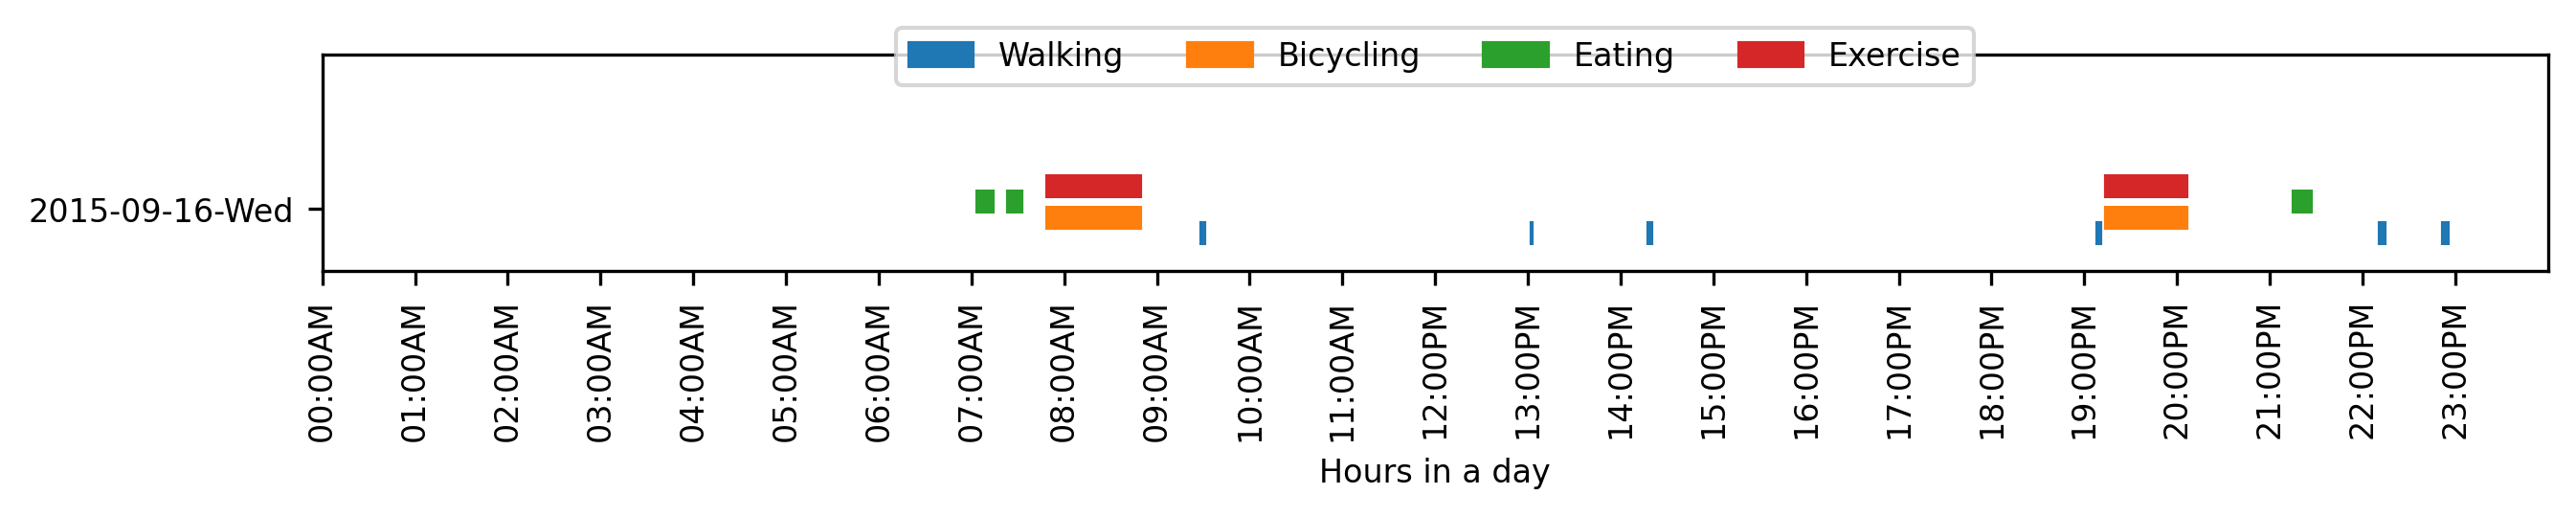 Walking Bicycling Eating Exercise
2015-09-16-Wed
00:00AM 01:00AM 02:00AM 03:00AM 04:00AM 05:00AM 06:00AM 07:00AM 08:00AM 09:00AM 10:00AM 11:00AM 12:00PM 13:00PM 14:00PM 15:00PM 16:00PM 17:00PM 18:00PM 19:00PM 20:00PM 21:00PM 22:00PM 23:00PM
Hours in a day